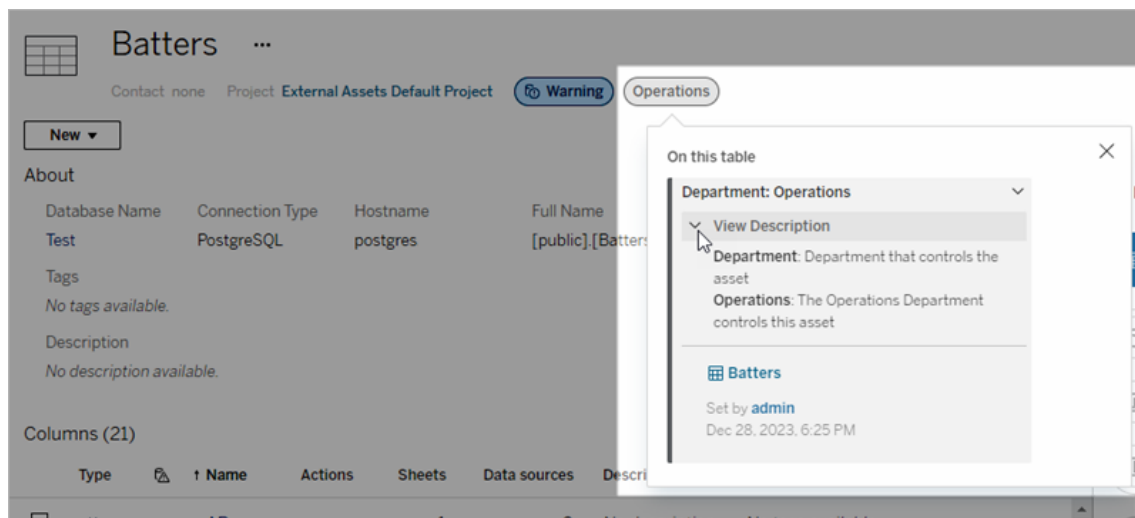 Batters ...
Contact none Project External Assets Default Project Warning Operations
New
About
Database Name Connection Type Hostname Full Name
Test PostgreSQL postgres [public].[Batters
Tags
No tags available.
Description
No description available.
Columns (21)
Type ↑ Name Actions Sheets Data sources Descri
On this table
Department: Operations
View Description
Department: Department that controls the
asset
Operations: The Operations Department
controls this asset
Batters
Set by admin
Dec 28, 2023, 6:25 PM